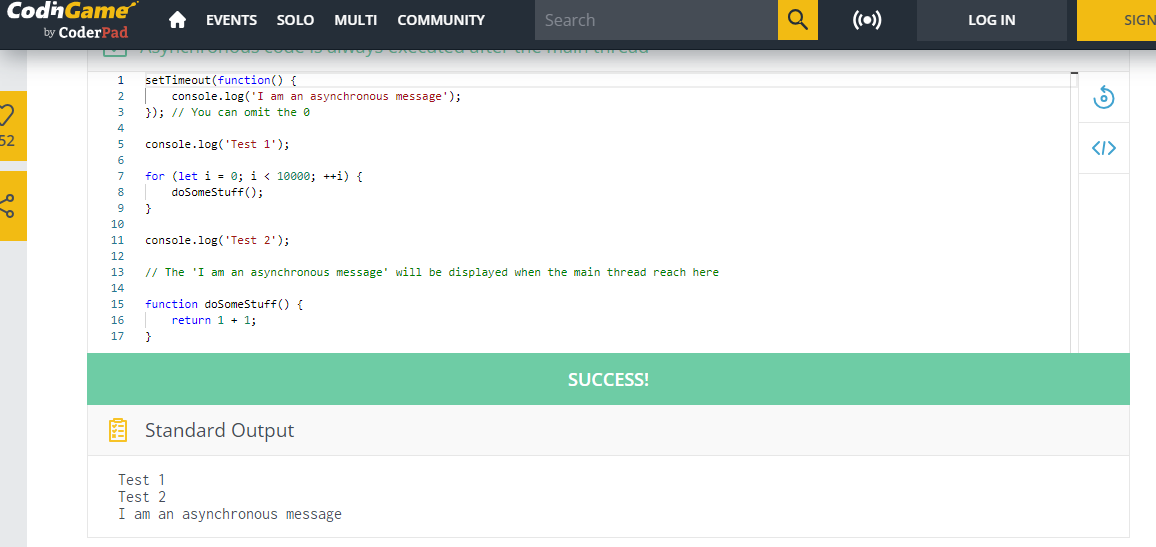 CodinGame
by CoderPad
EVENTS SOLO MULTI COMMUNITY
Search
LOG IN
SIGN
Asynchronous code is always executed after the main thread
52
1 setTimeout(function() {
2 console.log('I am an asynchronous message');
3 }); // You can omit the 0
4
5 console.log('Test 1');
6
7 for (let i = 0; i < 10000; ++i) {
8 doSomeStuff();
9 }
10
11 console.log('Test 2');
12
13 // The 'I am an asynchronous message' will be displayed when the main thread reach here
14
15 function doSomeStuff() {
16 return 1 + 1;
17 }
</>
SUCCESS!
Standard Output
Test 1
Test 2
I am an asynchronous message